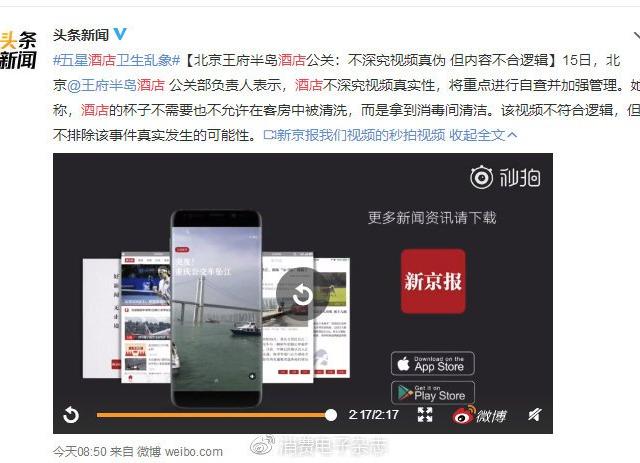 头条新闻
头条
新闻
#五星酒店卫生乱象#【北京王府半岛酒店公关：不深究视频真伪 但内容不合逻辑】15日，北
京@王府半岛酒店 公关部负责人表示，酒店不深究视频真实性，将重点进行自查并加强管理。她
称，酒店的杯子不需要也不允许在客房中被清洗，而是拿到消毒间清洁。该视频不符合逻辑，但
不排除该事件真实发生的可能性。新京报我们视频的秒拍视频 收起全文
秒拍
更多新闻资讯请下载
新京报
重庆公交车坠江
Download on the
App Store
Get it on
Play Store
2:17/2:17
微博
今天08:50 来自 微博 weibo.com
消费电子杂志